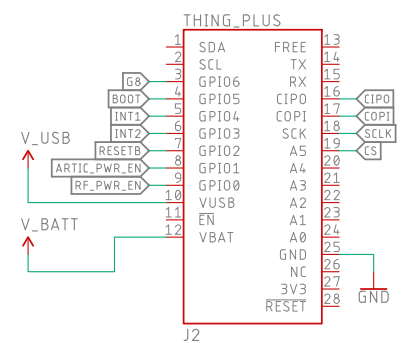 THING_PLUS
1 SDA FREE 13
2 SCL TX 14
G8 3 GPIO6 RX 15
BOOT 4 GPIO5 CIPO 16 CIPO
INT1 5 GPIO4 COPI 17 COPI
INT2 6 GPIO3 SCK 18 SCLK
RESETB 7 GPIO2 A5 19 CS
ARTIC_PWR_EN 8 GPIO1 A4 20
RF_PWR_EN 9 GPIO0 A3 21
V_USB
10 VUSB A2 22
11 EN A1 23
V_BATT
12 VBAT A0 24
GND 25
NC 26
3V3 27
RESET 28
GND
J2